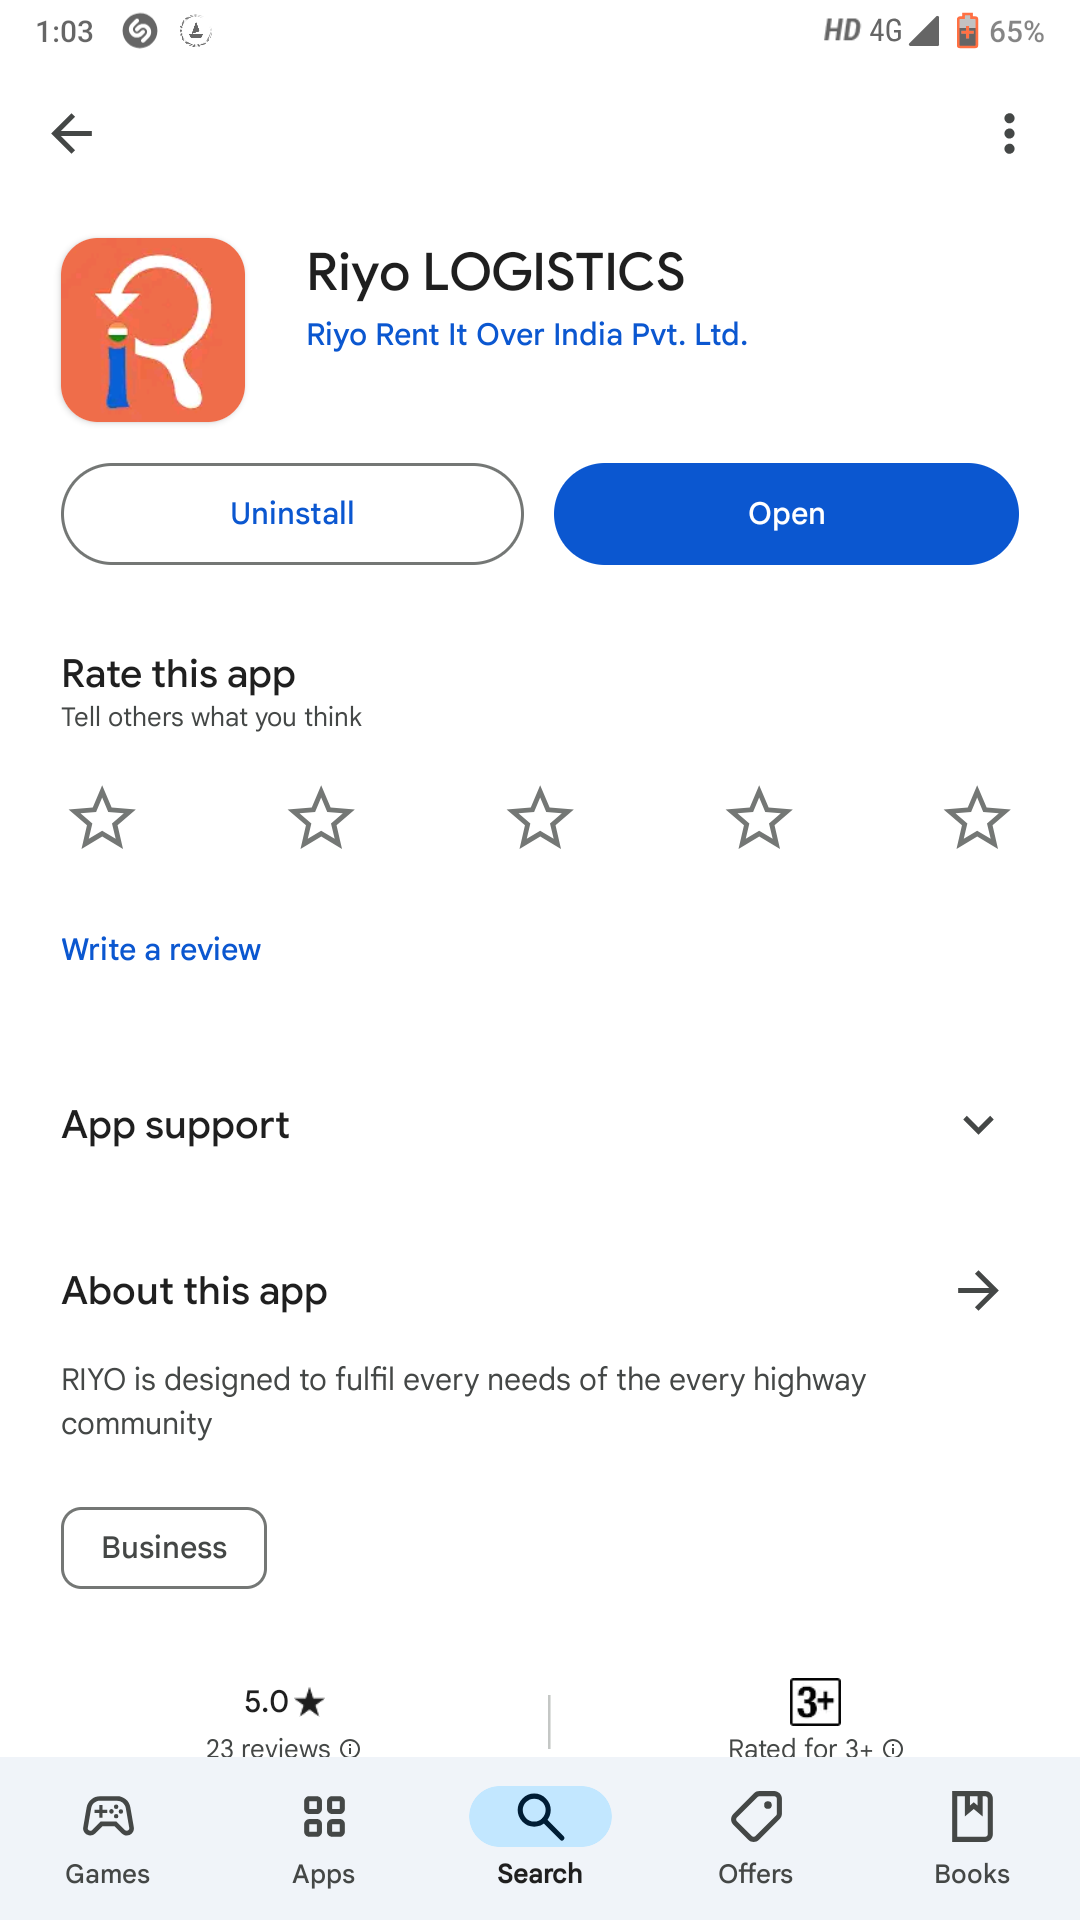 1:03 HD 4G 65%
Riyo LOGISTICS
Riyo Rent It Over India Pvt. Ltd.
Uninstall Open
Rate this app
Tell others what you think
Write a review
App support
About this app
RIYO is designed to fulfil every needs of the every highway
community
Business
5.0★ 3+
23 reviews Rated for 3+
Games Apps Search Offers Books